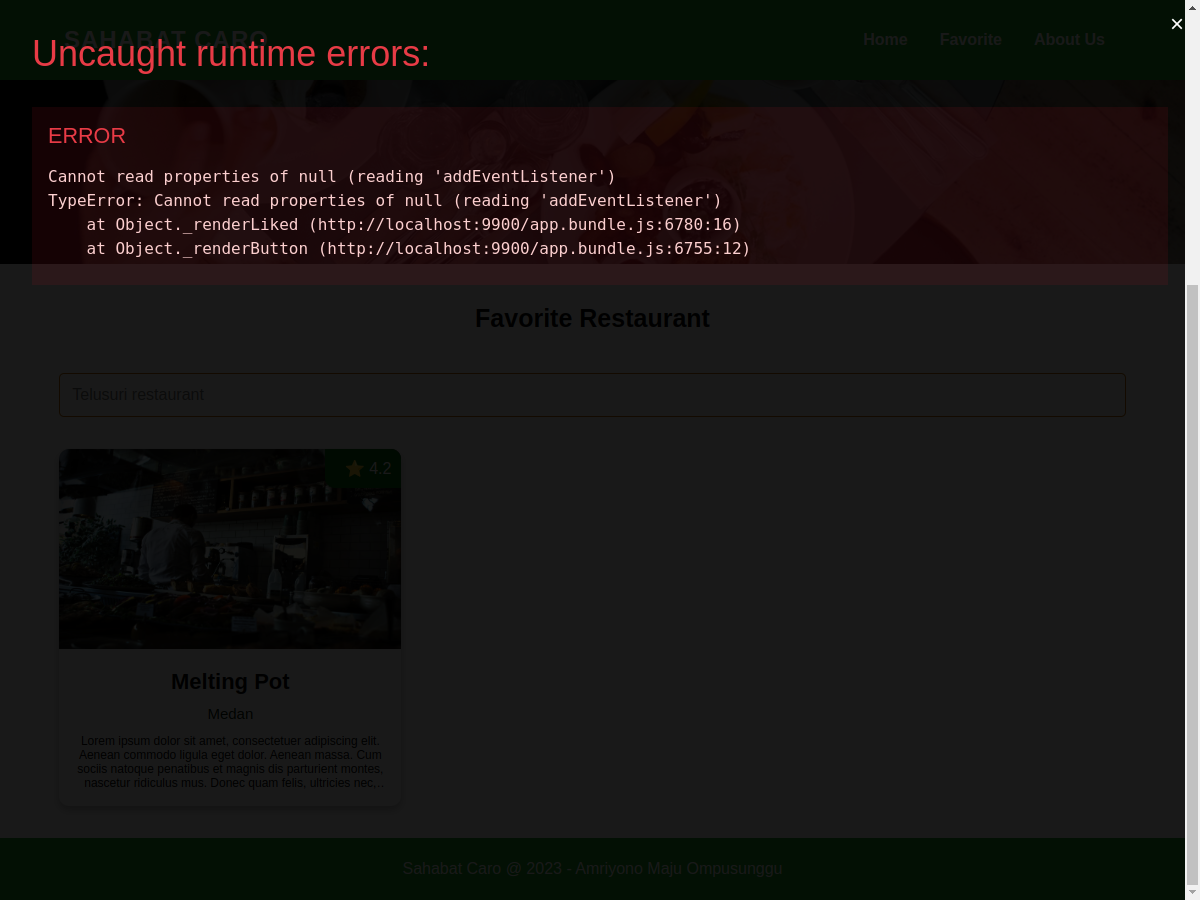 SAHABAT CARO
Home
Favorite
About Us
×
Uncaught runtime errors:
ERROR
Cannot read properties of null (reading 'addEventListener')
TypeError: Cannot read properties of null (reading 'addEventListener')
at Object._renderLiked (http://localhost:9900/app.bundle.js:6780:16)
at Object._renderButton (http://localhost:9900/app.bundle.js:6755:12)
Favorite Restaurant
Telusuri restaurant
4.2
Melting Pot
Medan
Lorem ipsum dolor sit amet, consectetuer adipiscing elit.
Aenean commodo ligula eget dolor. Aenean massa. Cum
sociis natoque penatibus et magnis dis parturient montes,
nascetur ridiculus mus. Donec quam felis, ultricies nec,..
Sahabat Caro @ 2023 - Amriyono Maju Ompusunggu